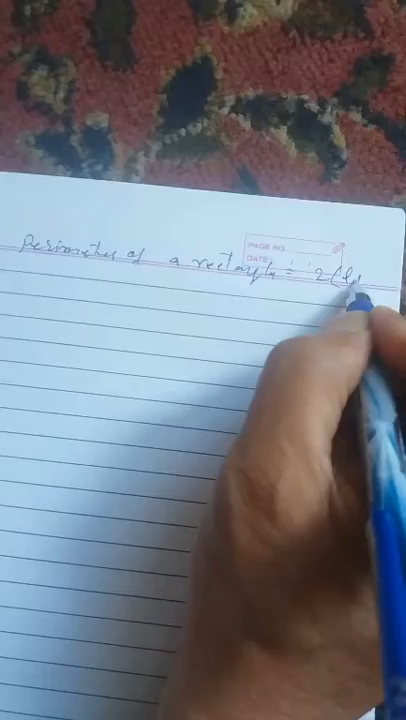 PAGE NO.
DATE:
Perimeter of a rectangle = 2(l